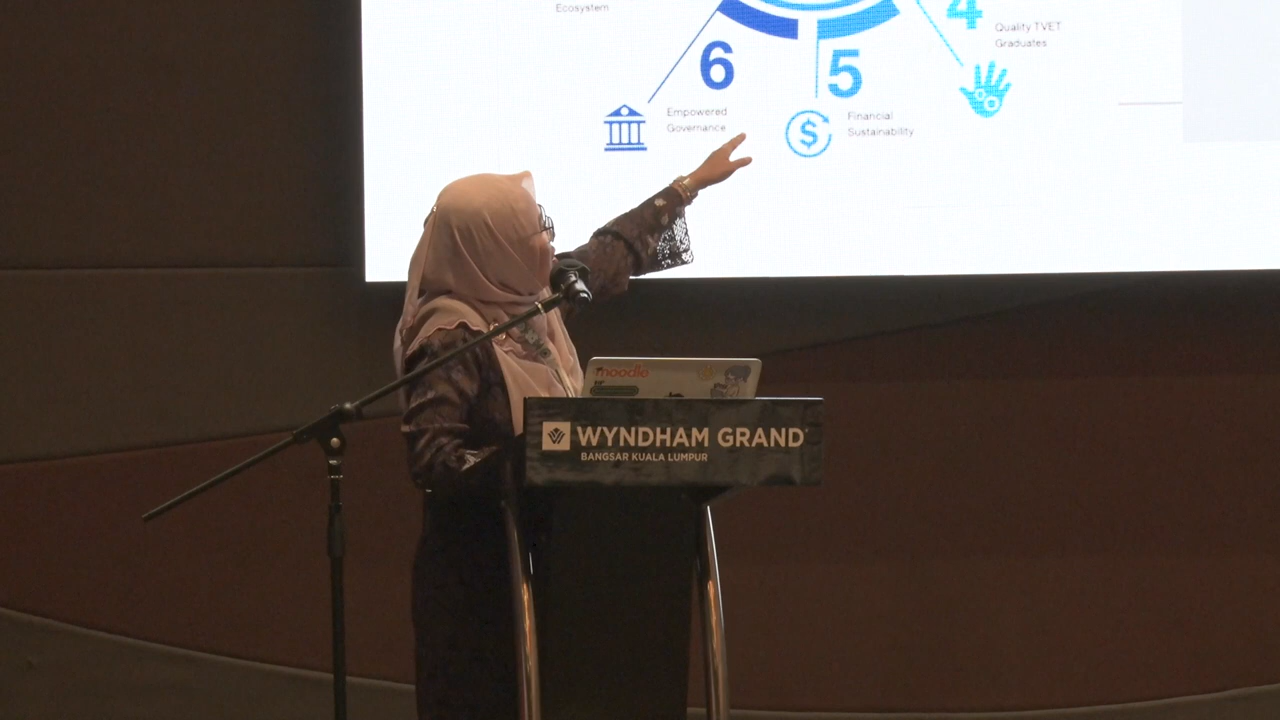 Ecosystem
4
Quality TVET
Graduates
6
5
Empowered
Governance
Financial
Sustainability
$
moodle
WYNDHAM GRAND
BANGSAR KUALA LUMPUR